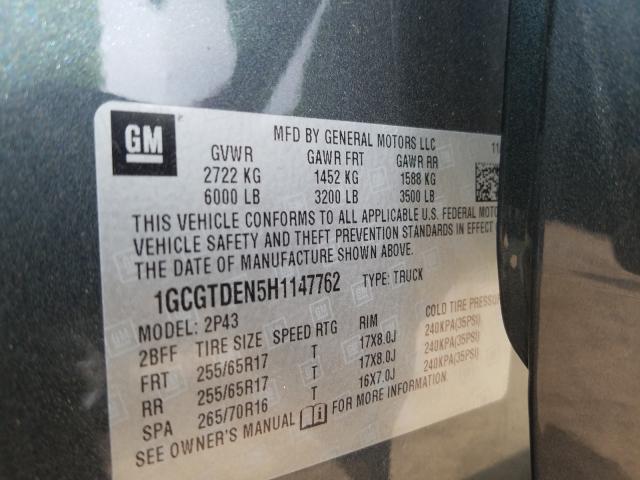 GM
MFD BY GENERAL MOTORS LLC 11
GVWR GAWR FRT GAWR RR
2722 KG 1452 KG 1588 KG
6000 LB 3200 LB 3500 LB
THIS VEHICLE CONFORMS TO ALL APPLICABLE U.S. FEDERAL MOTO
VEHICLE SAFETY AND THEFT PREVENTION STANDARDS IN EFFECT
THE DATE OF MANUFACTURE SHOWN ABOVE.
1GCGTDEN5H1147762 TYPE: TRUCK
MODEL: 2P43
2BFF TIRE SIZE SPEED RTG RIM COLD TIRE PRESSU
FRT 255/65R17 T 17X8.0J 240KPA(35PSI)
RR 255/65R17 T 17X8.0J 240KPA(35PSI)
SPA 265/70R16 T 16X7.0J 240KPA(35PSI)
SEE OWNER'S MANUAL FOR MORE INFORMATION